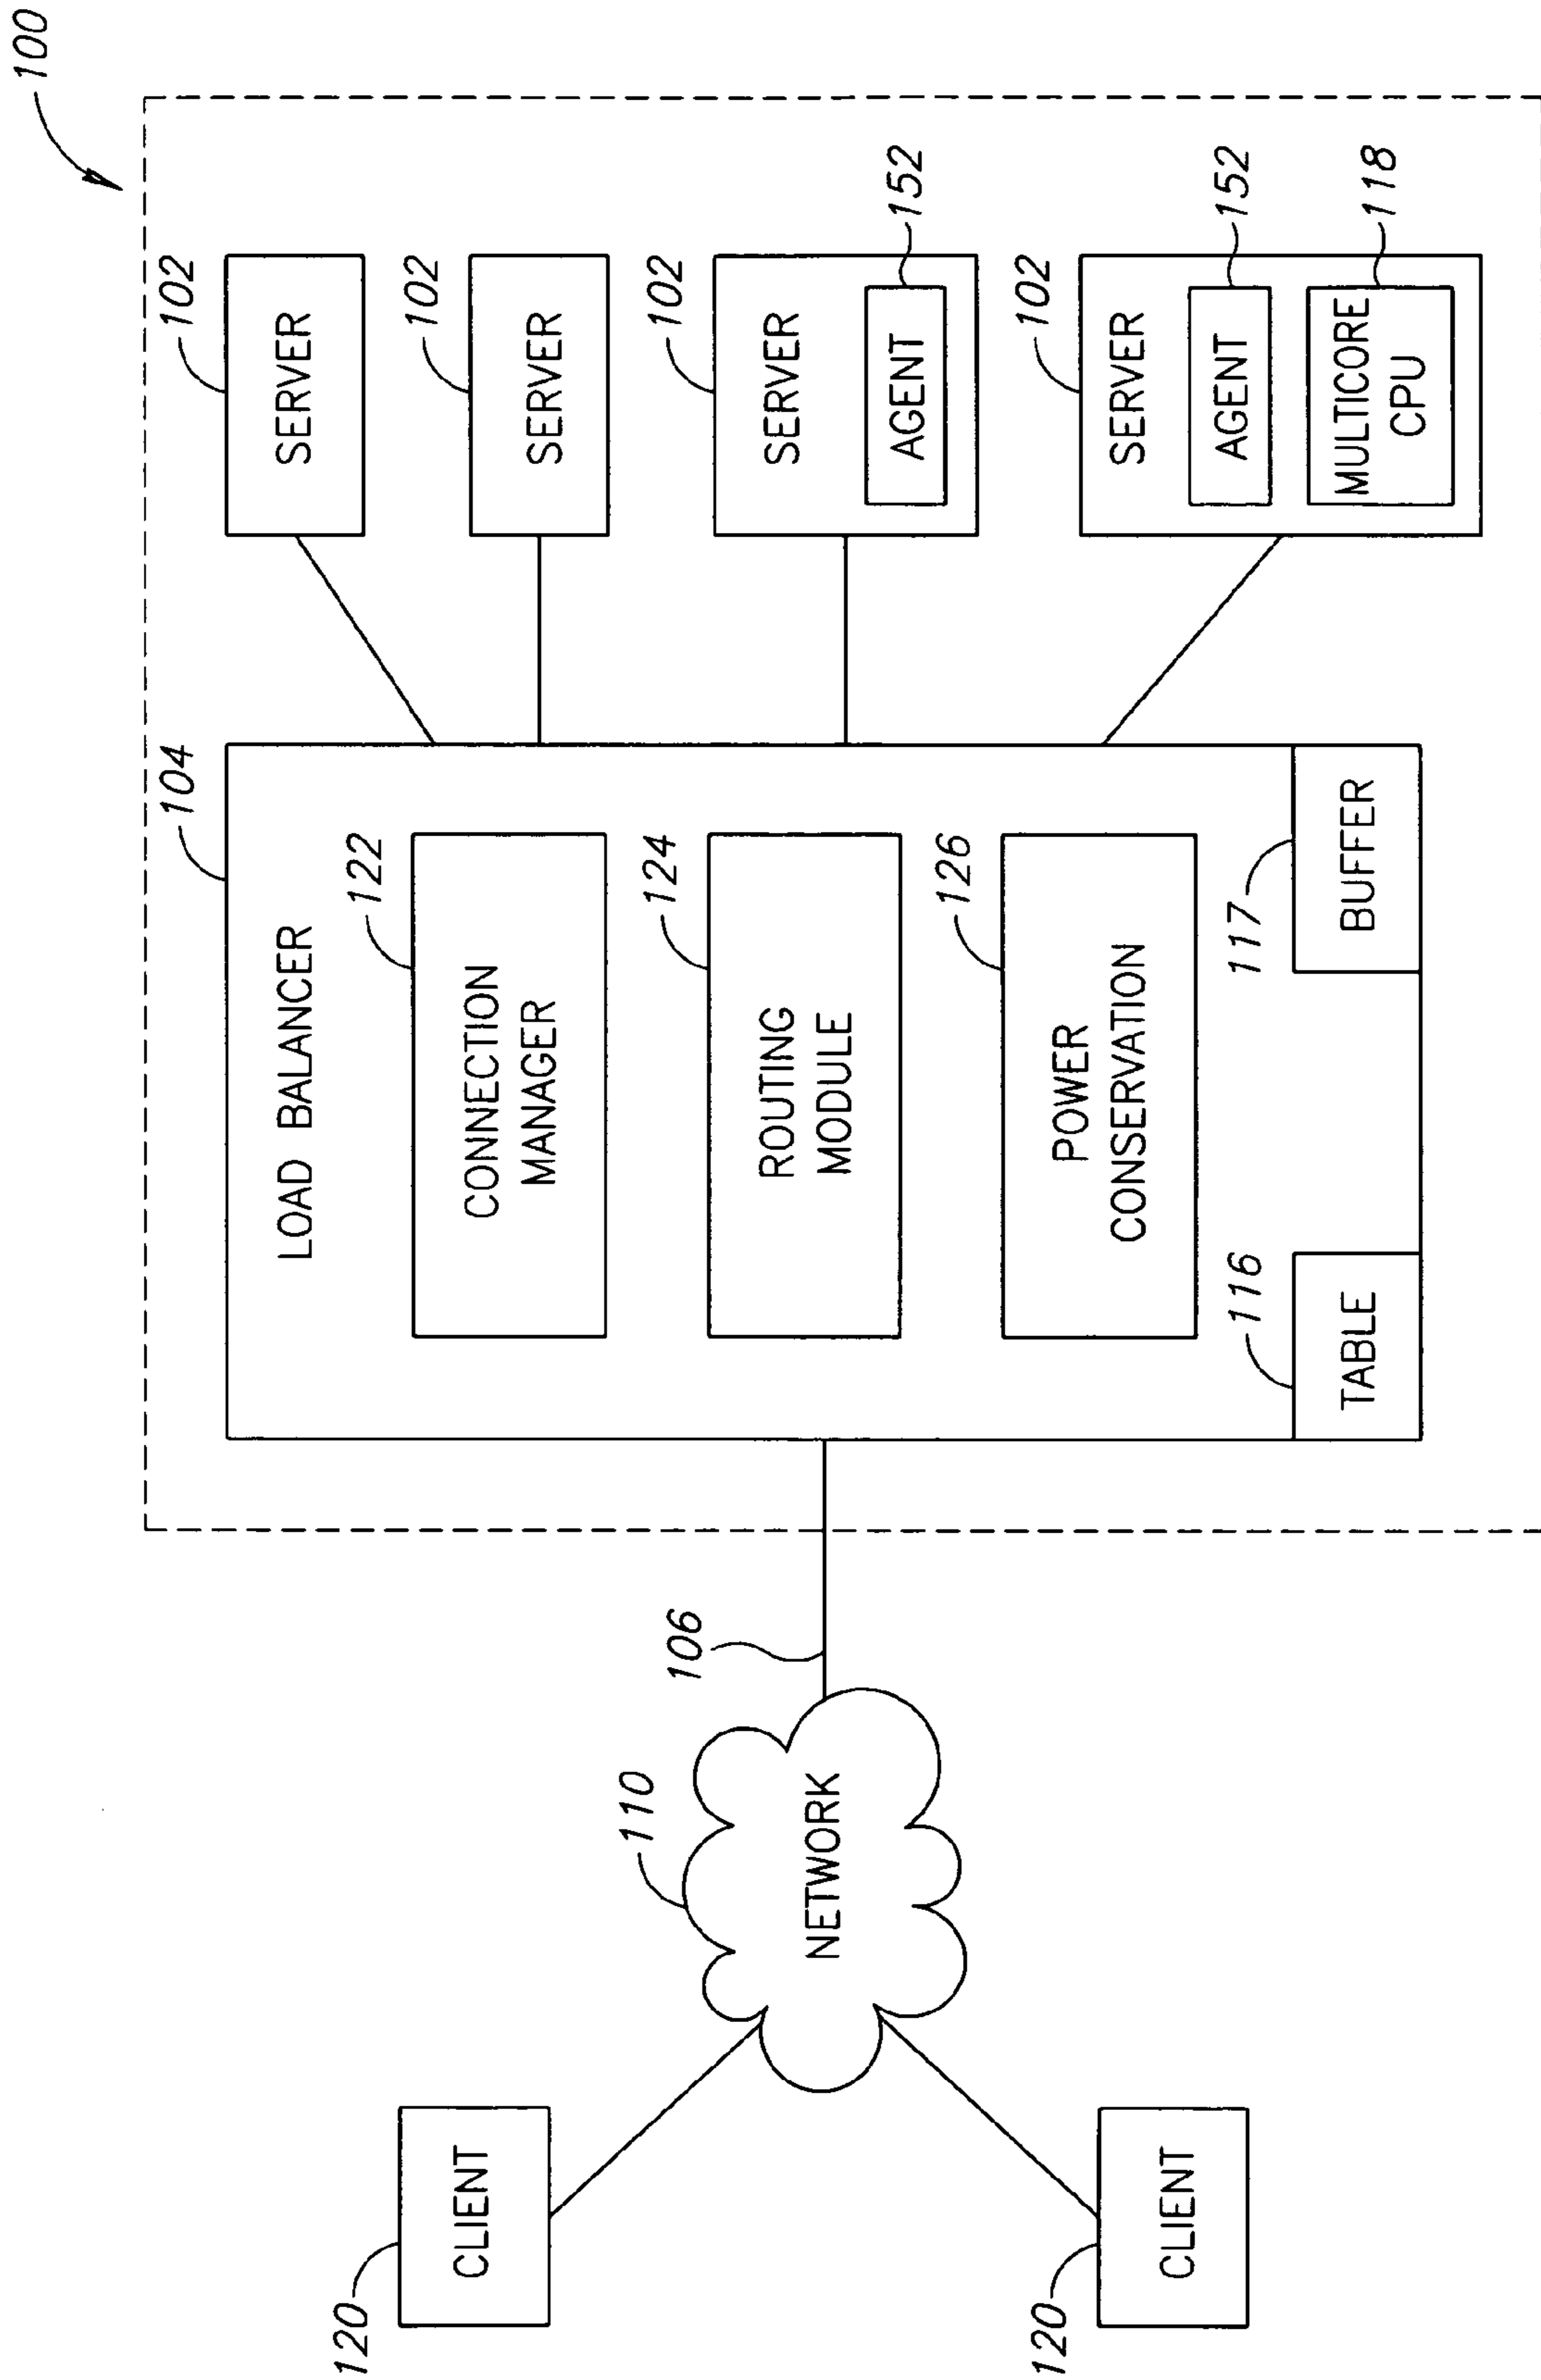 100
120
CLIENT
120
CLIENT
110
NETWORK
106
104
LOAD BALANCER
122
CONNECTION
MANAGER
124
ROUTING
MODULE
126
POWER
CONSERVATION
116
TABLE
117
BUFFER
102
SERVER
102
SERVER
102
SERVER
AGENT
152
102
SERVER
AGENT
152
MULTICORE
CPU
118